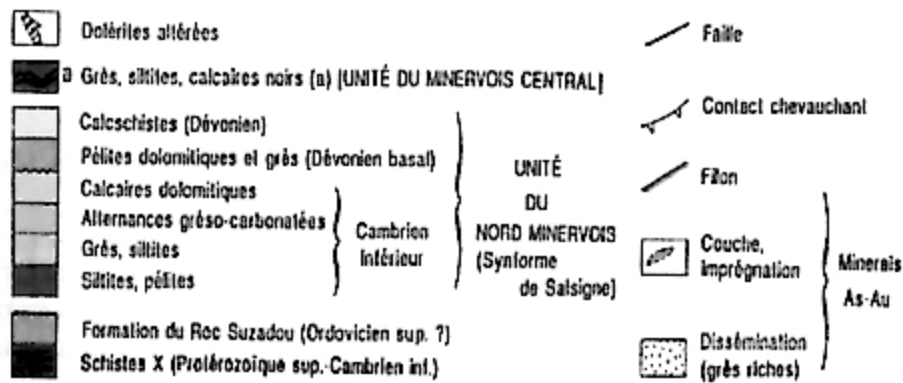 Dolérites altérées
a Grès, siltites, calcaires noirs (a) [UNITÉ DU MINERVOIS CENTRAL]
Calcschistes (Dévonien)
Pélites dolomitiques et grès (Dévonien basal)
Calcaires dolomitiques
Alternances gréso-carbonatées
Grès, siltites
Siltites, pélites
Cambrien
Inférieur
UNITÉ
DU
NORD MINERVOIS
(Synforme
de Salsigne)
Formation du Roc Suzadou (Ordovicien sup. ?)
Schistes X (Protérozoïque sup.-Cambrien inf.)
Faille
Contact chevauchant
Filon
Couche,
Imprégnation
Dissémination
(grès riches)
Minerais
As-Au